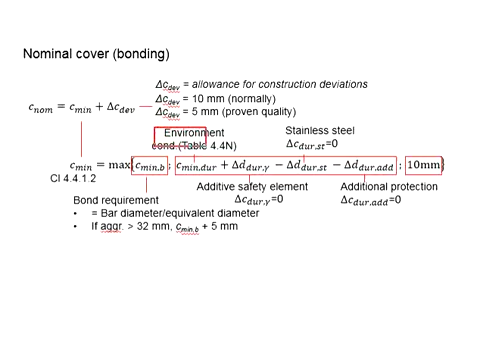 Nominal cover (bonding)
Δc_dev = allowance for construction deviations
Δc_dev = 10 mm (normally)
c_nom = c_min + Δc_dev
Δc_dev = 5 mm (proven quality)
Environment
cond. (Table 4.4N)
Stainless steel
Δc_dur,st=0
c_min = max{c_min,b; c_min,dur + Δd_dur,γ − Δd_dur,st − Δd_dur,add; 10mm}
Cl 4.4.1.2
Bond requirement
• = Bar diameter/equivalent diameter
• If aggr. > 32 mm, c_min,b + 5 mm
Additive safety element
Δc_dur,γ=0
Additional protection
Δc_dur,add=0